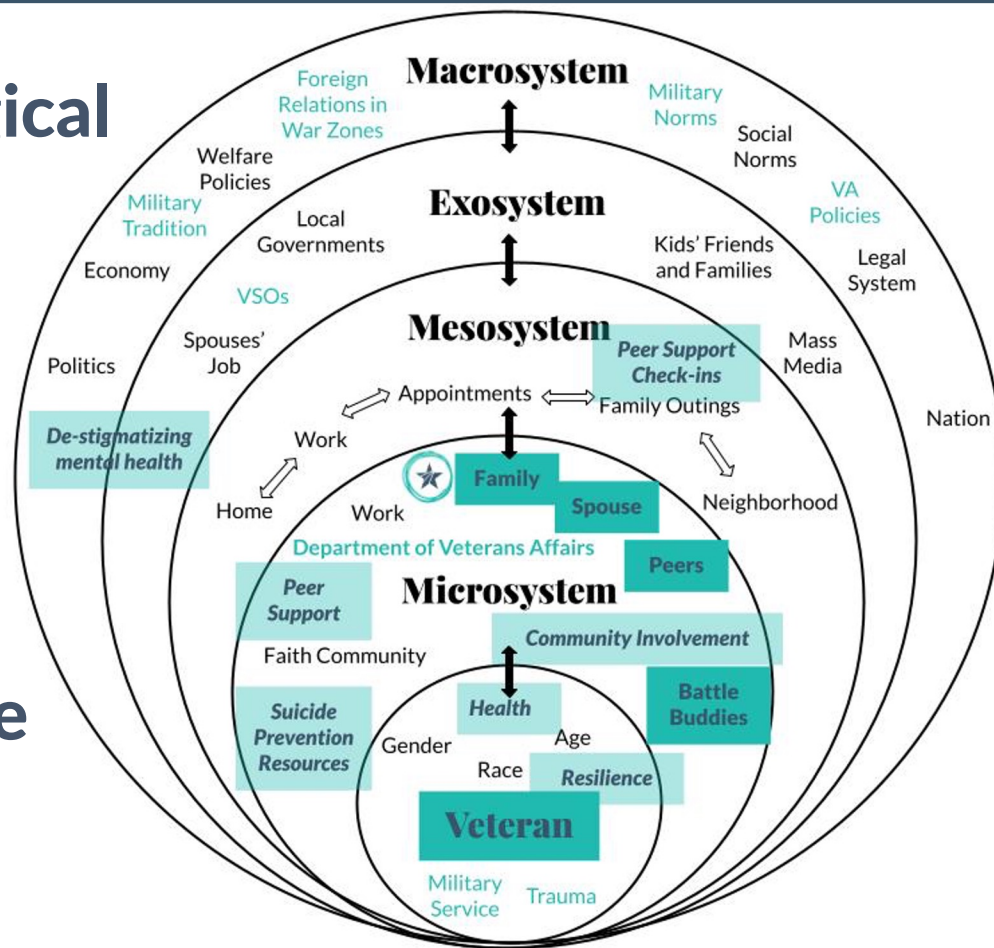 ical
e
Macrosystem
Foreign
Relations in
War Zones
Military
Norms
Social
Norms
Welfare
Policies
Military
Tradition
VA
Policies
Economy
Legal
System
Politics
Nation
De-stigmatizing
mental health
Exosystem
Local
Governments
Kids’ Friends
and Families
VSOs
Spouses’
Job
Mass
Media
Mesosystem
Peer Support
Check-ins
Appointments
Family Outings
Work
Home
Neighborhood
Family
Spouse
Work
Department of Veterans Affairs
Peers
Peer
Support
Microsystem
Community Involvement
Faith Community
Battle
Buddies
Suicide
Prevention
Resources
Health
Gender
Age
Race
Resilience
Veteran
Military
Service
Trauma